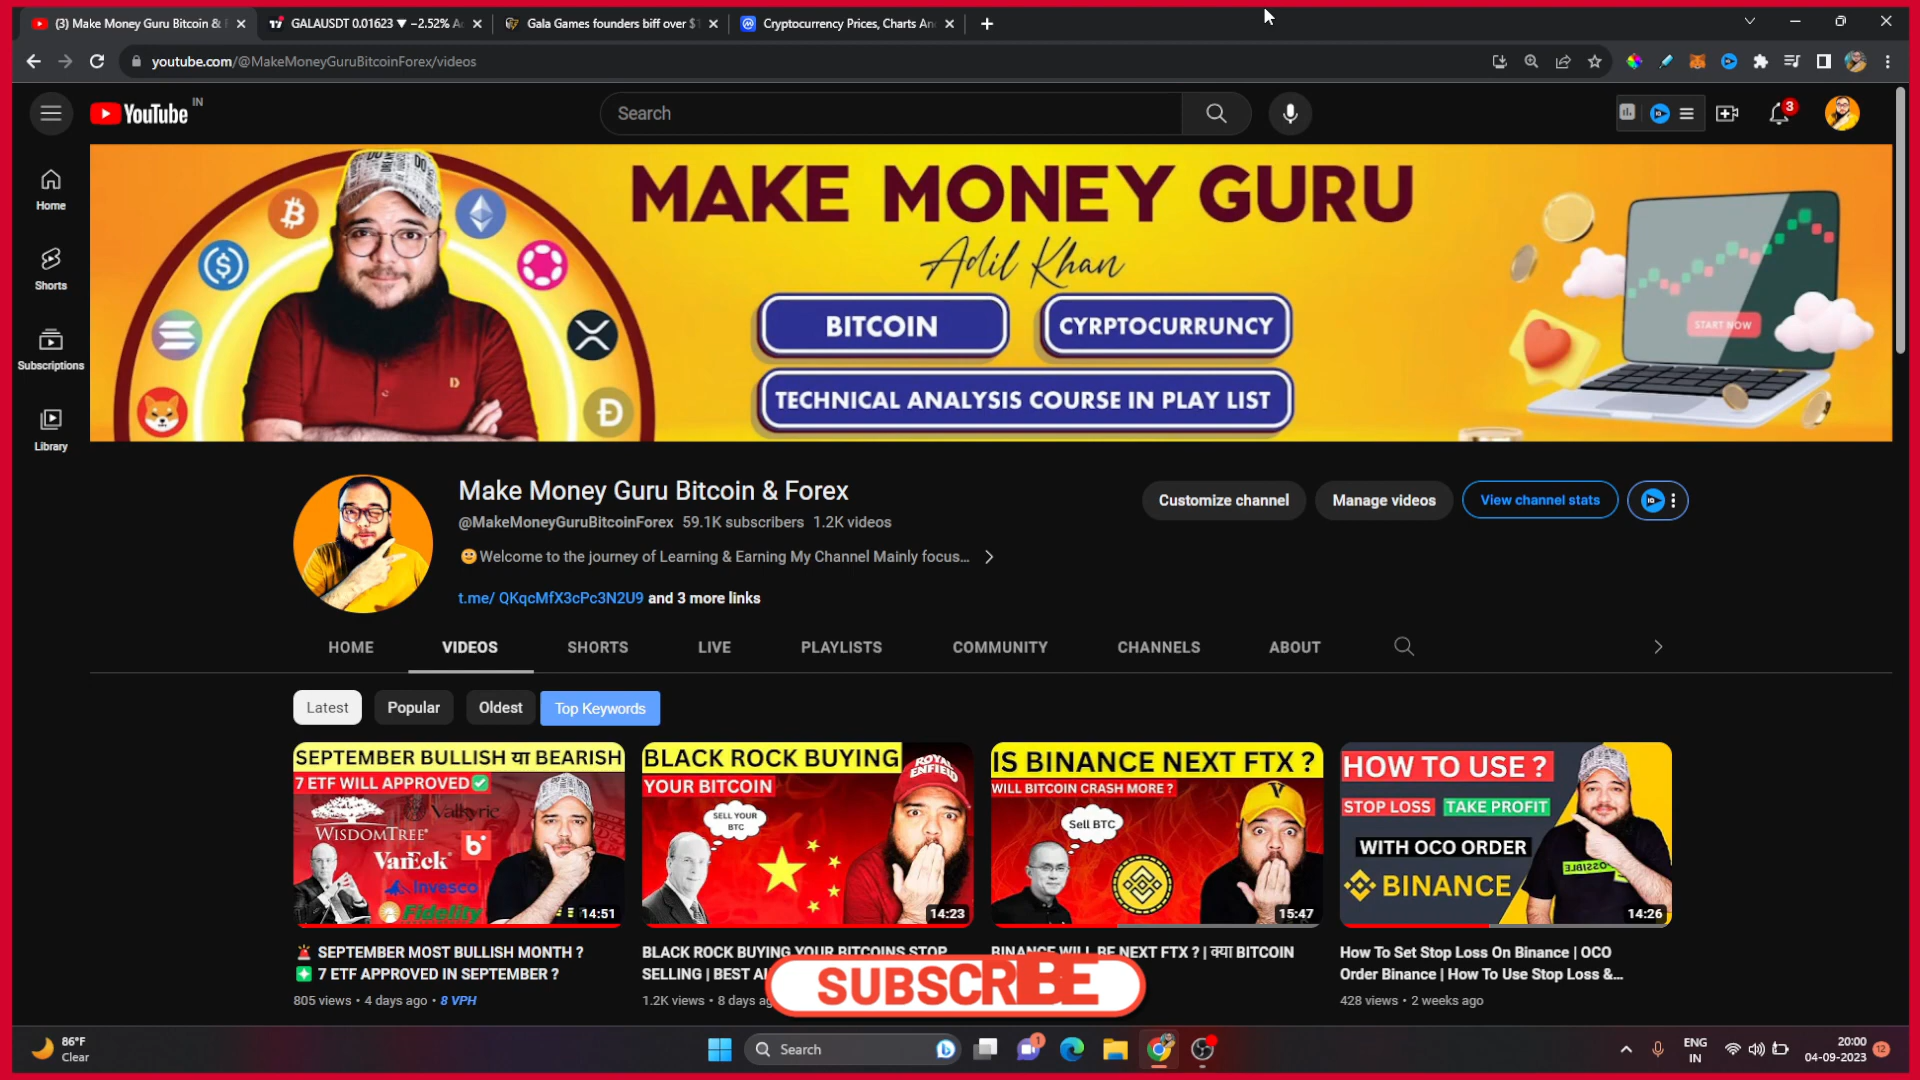 (3) Make Money Guru Bitcoin &
GALAUSDT 0.01623 ▼ −2.52%
Gala Games founders biff over $
Cryptocurrency Prices, Charts An
youtube.com/@MakeMoneyGuruBitcoinForex/videos
YouTube IN
Search
3
Home
Shorts
Subscriptions
Library
MAKE MONEY GURU
Adil Khan
BITCOIN
CYRPTOCURRUNCY
TECHNICAL ANALYSIS COURSE IN PLAY LIST
START NOW
Make Money Guru Bitcoin & Forex
@MakeMoneyGuruBitcoinForex 59.1K subscribers 1.2K videos
😀Welcome to the journey of Learning & Earning My Channel Mainly focus...
t.me/ QKqcMfX3cPc3N2U9 and 3 more links
Customize channel
Manage videos
View channel stats
HOME
VIDEOS
SHORTS
LIVE
PLAYLISTS
COMMUNITY
CHANNELS
ABOUT
Latest
Popular
Oldest
Top Keywords
SEPTEMBER BULLISH या BEARISH
7 ETF WILL APPROVED✅
Valkyrie
WISDOMTREE
VanEck
Invesco
Fidelity
14:51
BLACK ROCK BUYING
YOUR BITCOIN
SELL YOUR
BTC
ROYAL
ENFIELD
14:23
IS BINANCE NEXT FTX ?
WILL BITCOIN CRASH MORE ?
Sell BTC
15:47
HOW TO USE ?
STOP LOSS
TAKE PROFIT
WITH OCO ORDER
BINANCE
14:26
🚨 SEPTEMBER MOST BULLISH MONTH ?
7 ETF APPROVED IN SEPTEMBER ?
805 views • 4 days ago • 8 VPH
BLACK ROCK BUYING YOUR BITCOINS STOP
SELLING | BEST
1.2K views • 8 days
BINANCE WILL BE NEXT FTX ? | क्या BITCOIN
How To Set Stop Loss On Binance | OCO
Order Binance | How To Use Stop Loss &...
428 views • 2 weeks ago
SUBSCRIBE
86°F
Clear
Search
1
ENG
IN
20:00
04-09-2023
12